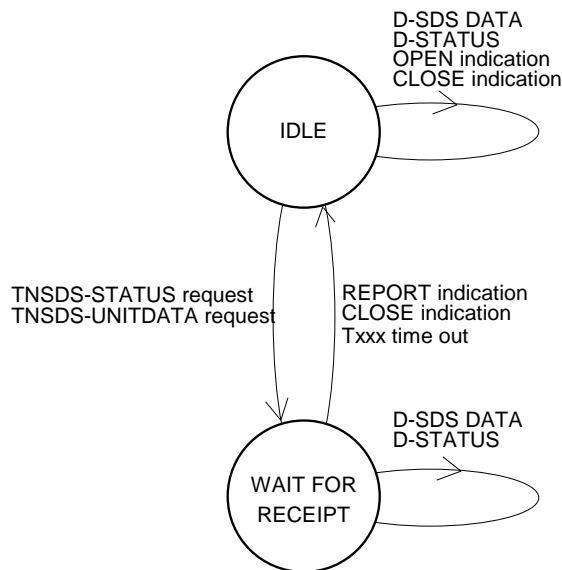 D-SDS DATA
D-STATUS
OPEN indication
CLOSE indication
IDLE
TNSDS-STATUS request
TNSDS-UNITDATA request
REPORT indication
CLOSE indication
Txxx time out
D-SDS DATA
D-STATUS
WAIT FOR
RECEIPT